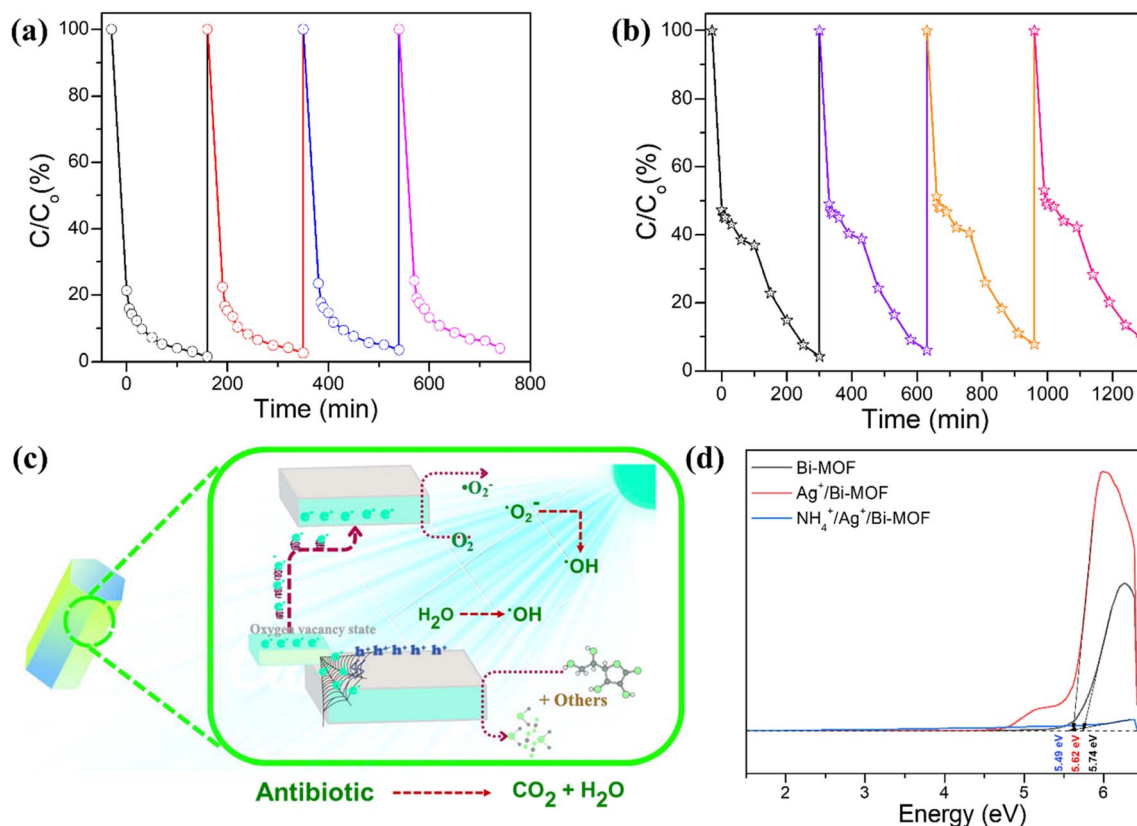 (a)
100
80
60
40
20
0
C/Co(%)
0 200 400 600 800
Time (min)
(b)
100
80
60
40
20
0
C/Co(%)
0 200 400 600 800 1000 1200
Time (min)
(c)
•O₂⁻
O₂
•O₂⁻
•OH
H₂O
•OH
Oxygen vacancy state
h⁺h⁺h⁺h⁺h⁺
+ Others
Antibiotic
CO₂ + H₂O
(d)
Bi-MOF
Ag⁺/Bi-MOF
NH₄⁺/Ag⁺/Bi-MOF
5.49 eV
5.62 eV
5.74 eV
2 3 4 5 6
Energy (eV)